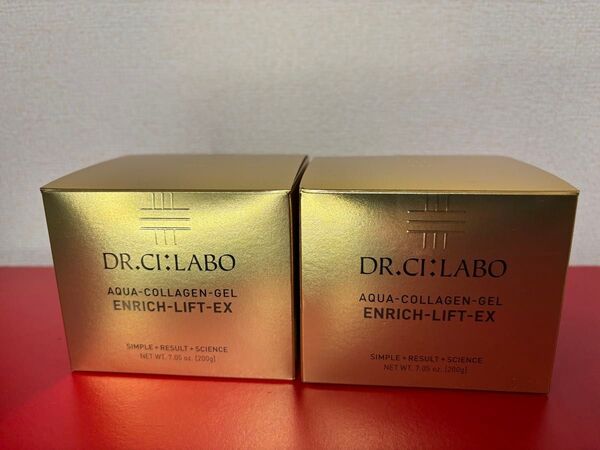 DR.CI:LABO
AQUA-COLLAGEN-GEL
ENRICH-LIFT-EX
SIMPLE+RESULT+SCIENCE
NET WT. 7.05 oz. [200g]
DR.CI:LABO
AQUA-COLLAGEN-GEL
ENRICH-LIFT-EX
SIMPLE+RESULT+SCIENCE
NET WT. 7.05 oz. [200g]